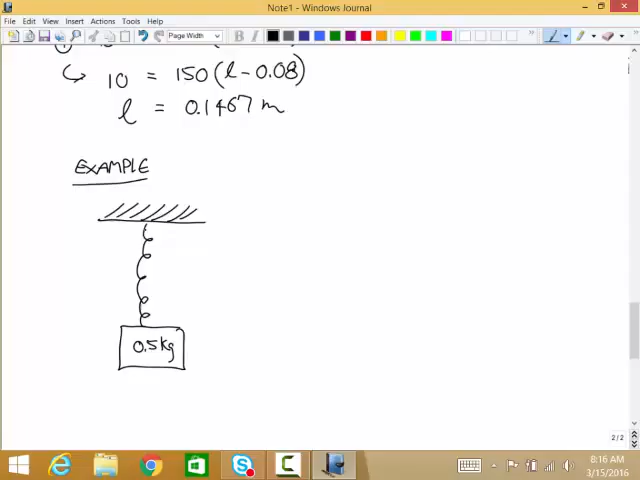 Note1 - Windows Journal
File Edit View Insert Actions Tools Help
Page Width
10 = 150(l - 0.08)
l = 0.1467 m
EXAMPLE
0.5kg
2/2
8:16 AM
3/15/2016